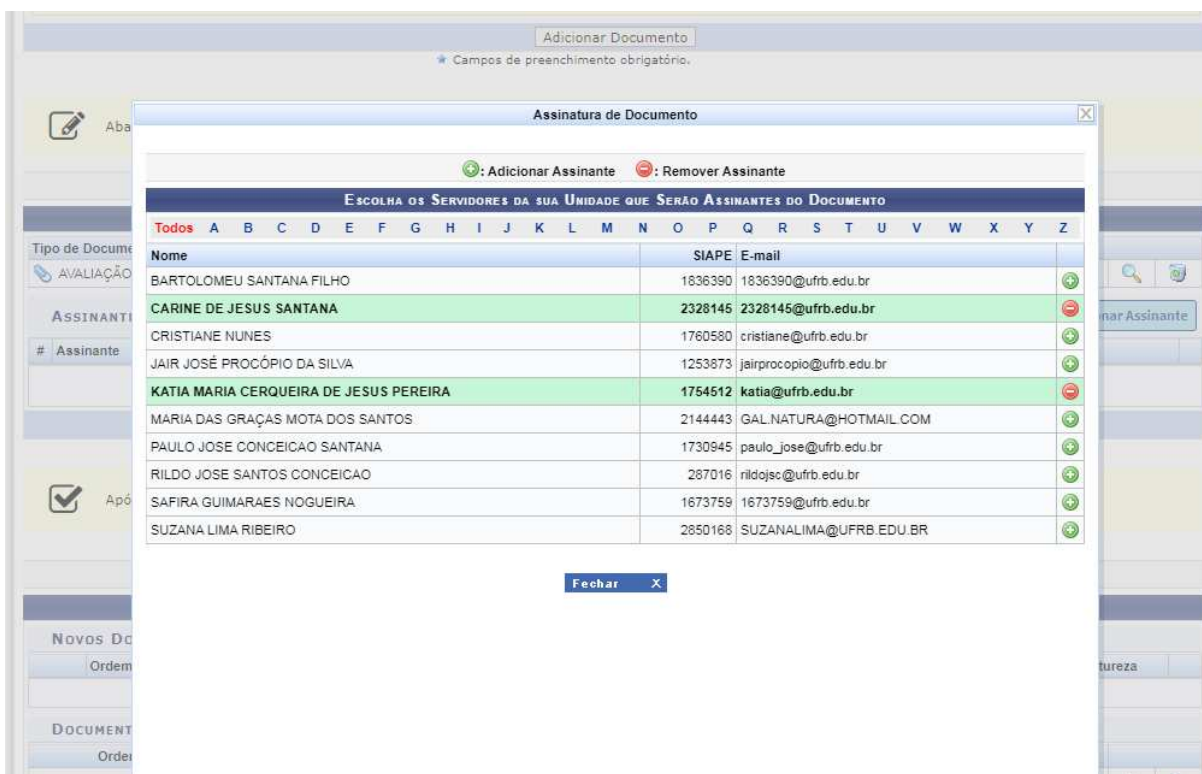 Adicionar Documento
Campos de preenchimento obrigatório.
Aba
Assinatura de Documento
: Adicionar Assinante : Remover Assinante
ESCOLHA OS SERVIDORES DA SUA UNIDADE QUE SERÃO ASSINANTES DO DOCUMENTO
Todos A B C D E F G H I J K L M N O P Q R S T U V W X Y Z
Tipo de Docume
Nome SIAPE E-mail
AVALIAÇÃO
BARTOLOMEU SANTANA FILHO 1836390 1836390@ufrb.edu.br
CARINE DE JESUS SANTANA 2328145 2328145@ufrb.edu.br
ASSINANTE nar Assinante
CRISTIANE NUNES 1760580 cristiane@ufrb.edu.br
# Assinante
JAIR JOSÉ PROCÓPIO DA SILVA 1253873 jairprocopio@ufrb.edu.br
KATIA MARIA CERQUEIRA DE JESUS PEREIRA 1754512 katia@ufrb.edu.br
MARIA DAS GRAÇAS MOTA DOS SANTOS 2144443 GAL.NATURA@HOTMAIL.COM
PAULO JOSE CONCEICAO SANTANA 1730945 paulo_jose@ufrb.edu.br
RILDO JOSE SANTOS CONCEICAO 287016 rildojsc@ufrb.edu.br
Apó
SAFIRA GUIMARAES NOGUEIRA 1673759 1673759@ufrb.edu.br
SUZANA LIMA RIBEIRO 2850168 SUZANALIMA@UFRB.EDU.BR
Fechar X
NOVOS DO
Ordem tureza
DOCUMENT
Order